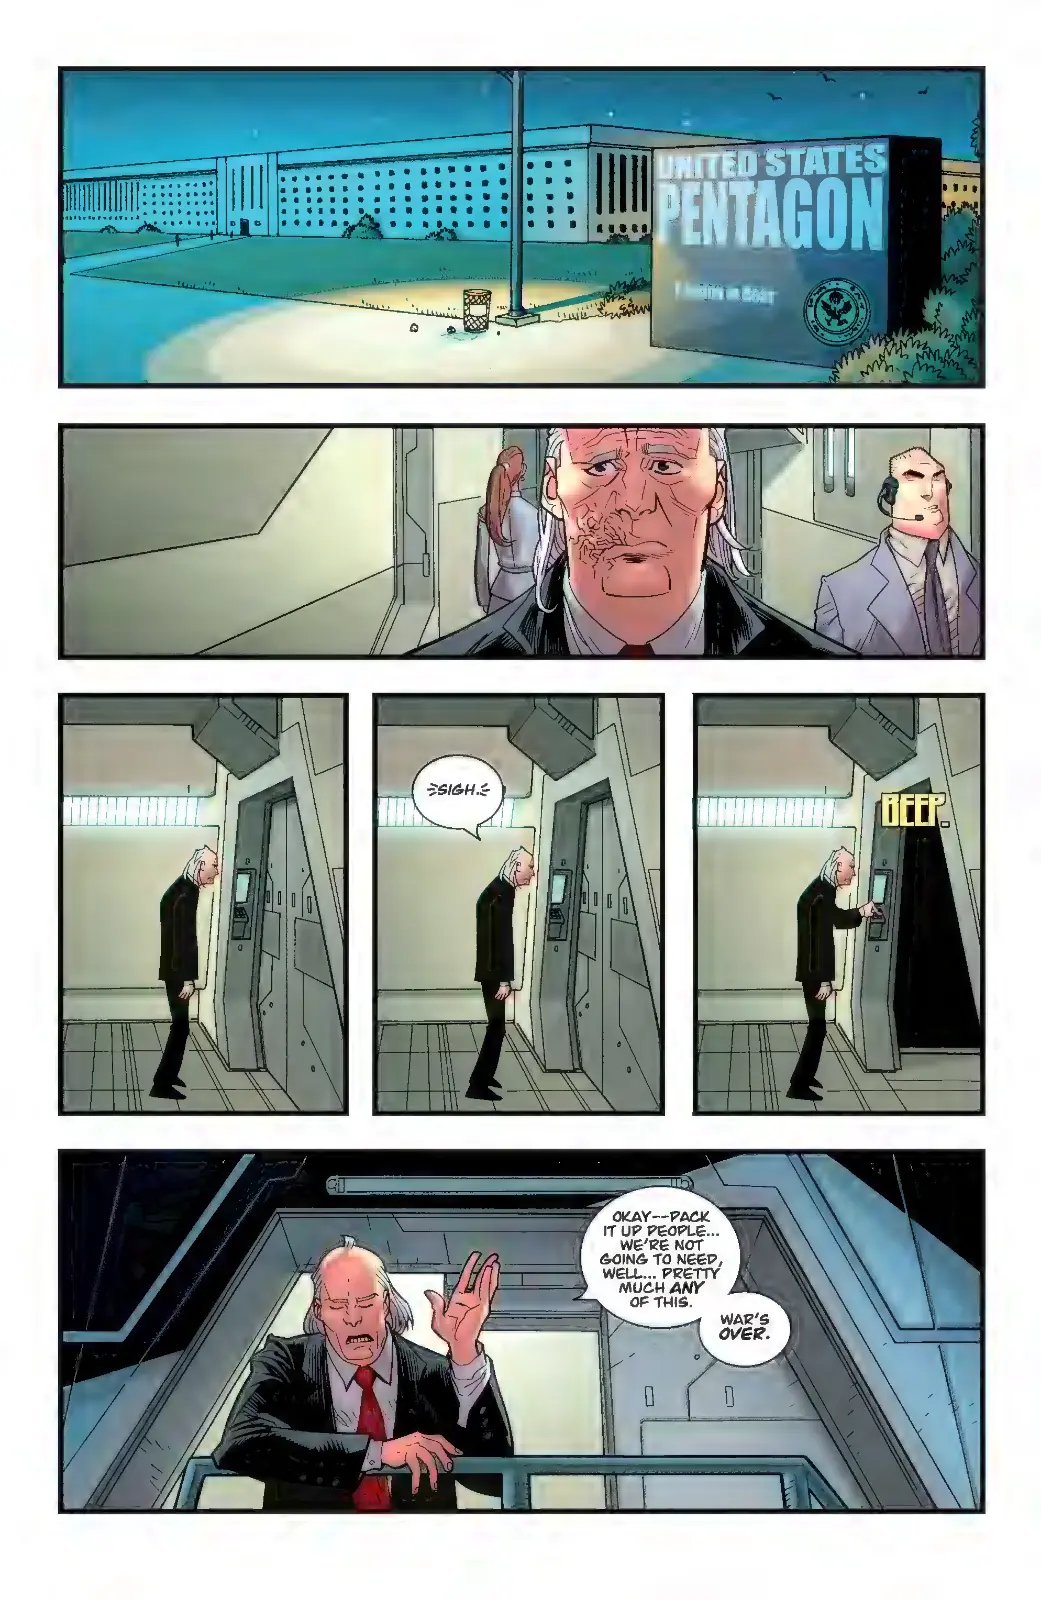 UNITED STATES
PENTAGON
SIGH.
BEEP.
OKAY--PACK
IT UP PEOPLE...
WE'RE NOT
GOING TO NEED,
WELL... PRETTY
MUCH ANY
OF THIS.
WAR'S
OVER.